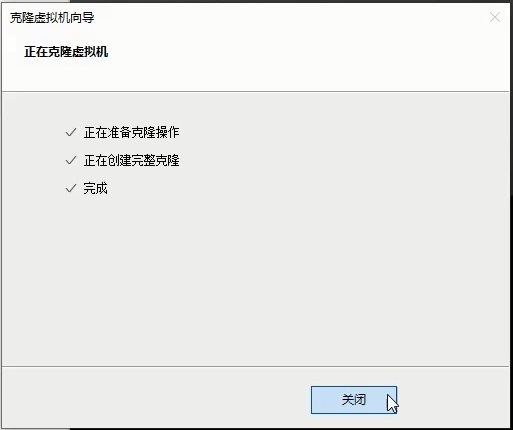 克隆虚拟机向导
正在克隆虚拟机
正在准备克隆操作
正在创建完整克隆
完成
关闭